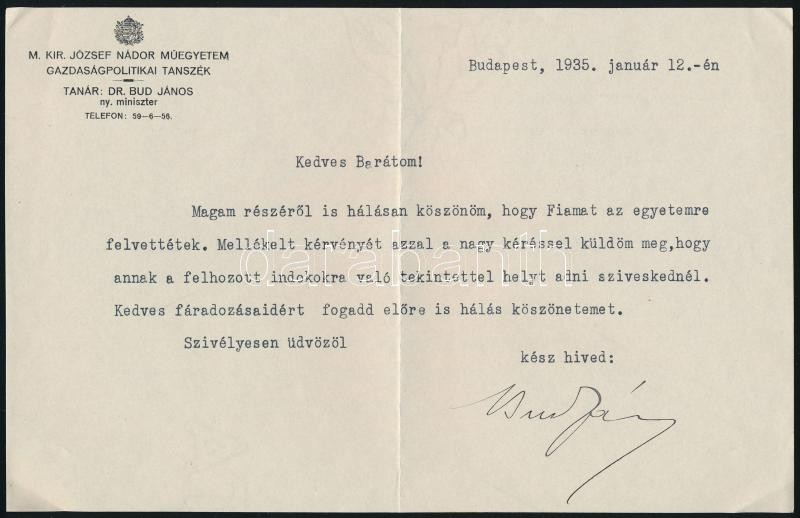 M. KIR. JÓZSEF NÁDOR MŰEGYETEM
GAZDASÁGPOLITIKAI TANSZÉK
TANÁR: DR. BUD JÁNOS
ny. miniszter
TELEFON: 59—6—56.
Budapest, 1935. január 12.-én
Kedves Barátom!
Magam részéről is hálásan köszönöm, hogy Fiamat az egyetemre
felvettétek. Mellékelt kérvényét azzal a nagy kéréssel küldöm meg,hogy
annak a felhozott indokokra való tekintettel helyt adni sziveskednél.
Kedves fáradozásaidért fogadd előre is hálás köszönetemet.
Szivélyesen üdvözöl
kész hived:
Bud Ján
darabanth